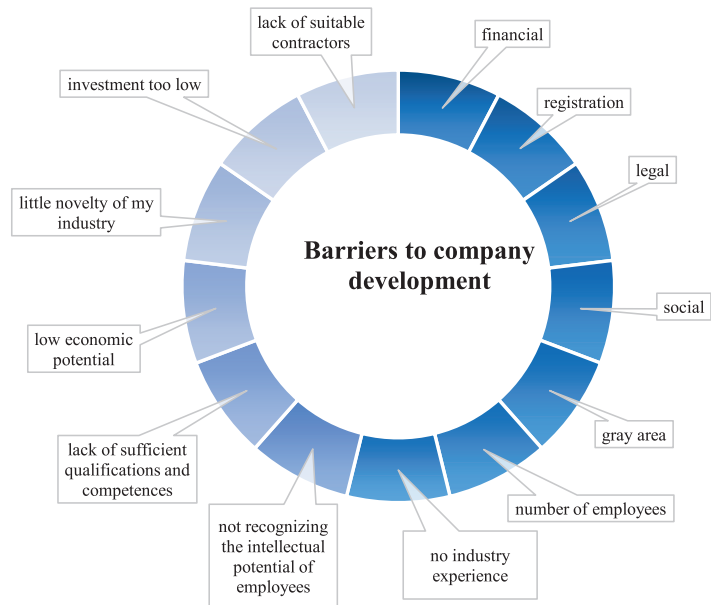 lack of suitable
contractors
financial
investment too low
registration
legal
little novelty of my
industry
Barriers to company
development
social
low economic
potential
gray area
lack of sufficient
qualifications and
competences
number of employees
not recognizing
the intellectual
potential of
employees
no industry
experience